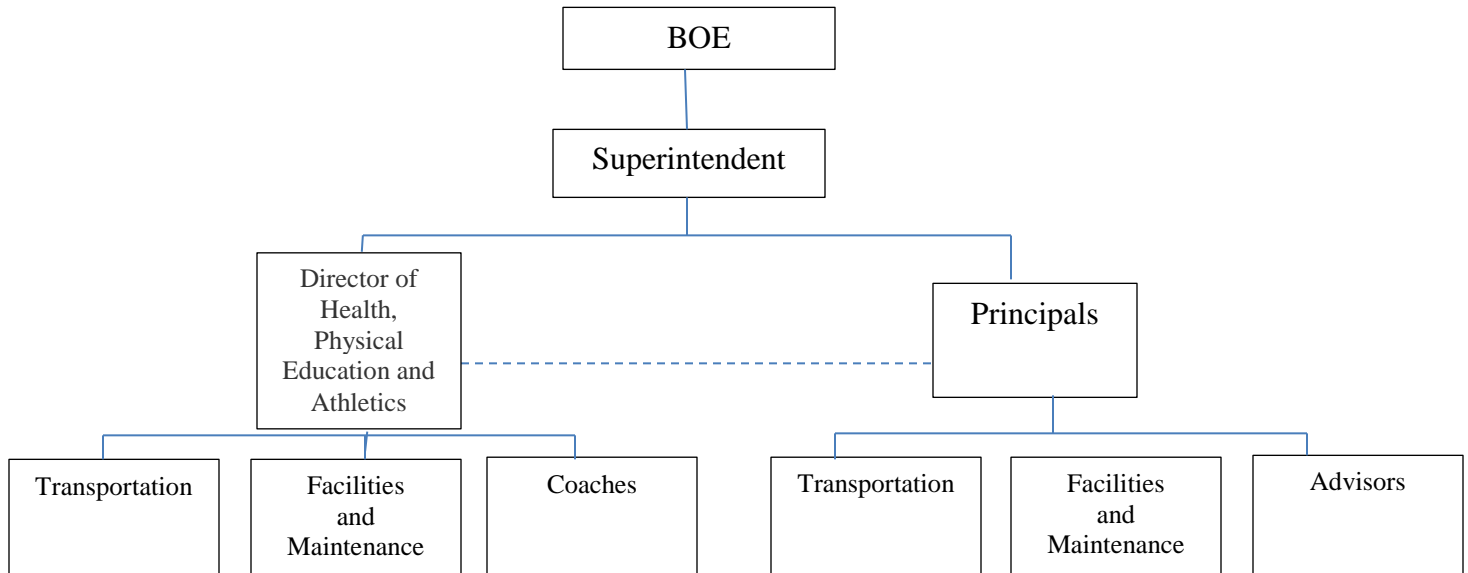 BOE
Superintendent
Director of
Health,
Physical
Education and
Athletics
Principals
Transportation
Facilities
and
Maintenance
Coaches
Transportation
Facilities
and
Maintenance
Advisors